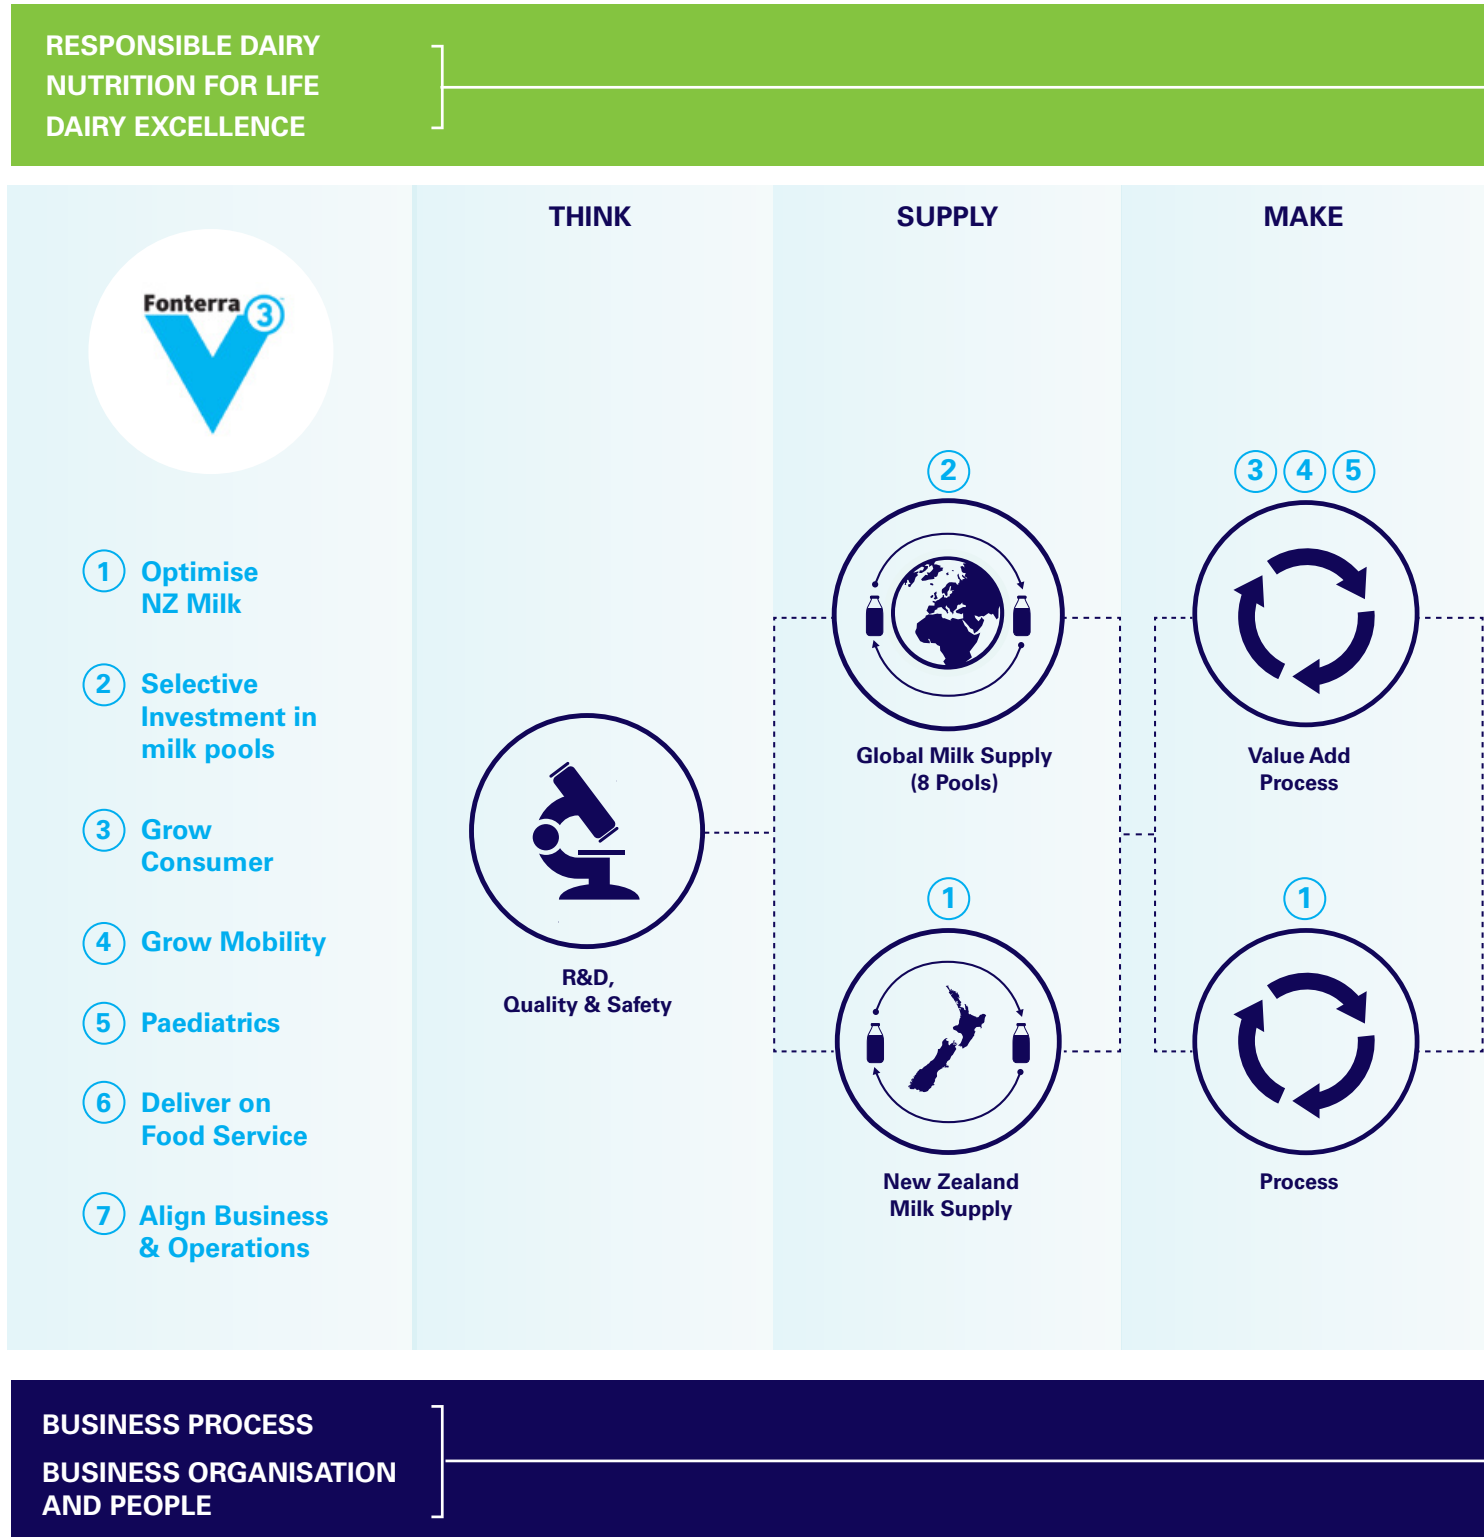 RESPONSIBLE DAIRY
NUTRITION FOR LIFE
DAIRY EXCELLENCE
THINK
SUPPLY
MAKE
Fonterra
V3
1 Optimise
NZ Milk
2 Selective
Investment in
milk pools
3 Grow
Consumer
4 Grow Mobility
5 Paediatrics
6 Deliver on
Food Service
7 Align Business
& Operations
R&D,
Quality & Safety
2
Global Milk Supply
(8 Pools)
1
New Zealand
Milk Supply
3 4 5
Value Add
Process
1
Process
BUSINESS PROCESS
BUSINESS ORGANISATION
AND PEOPLE